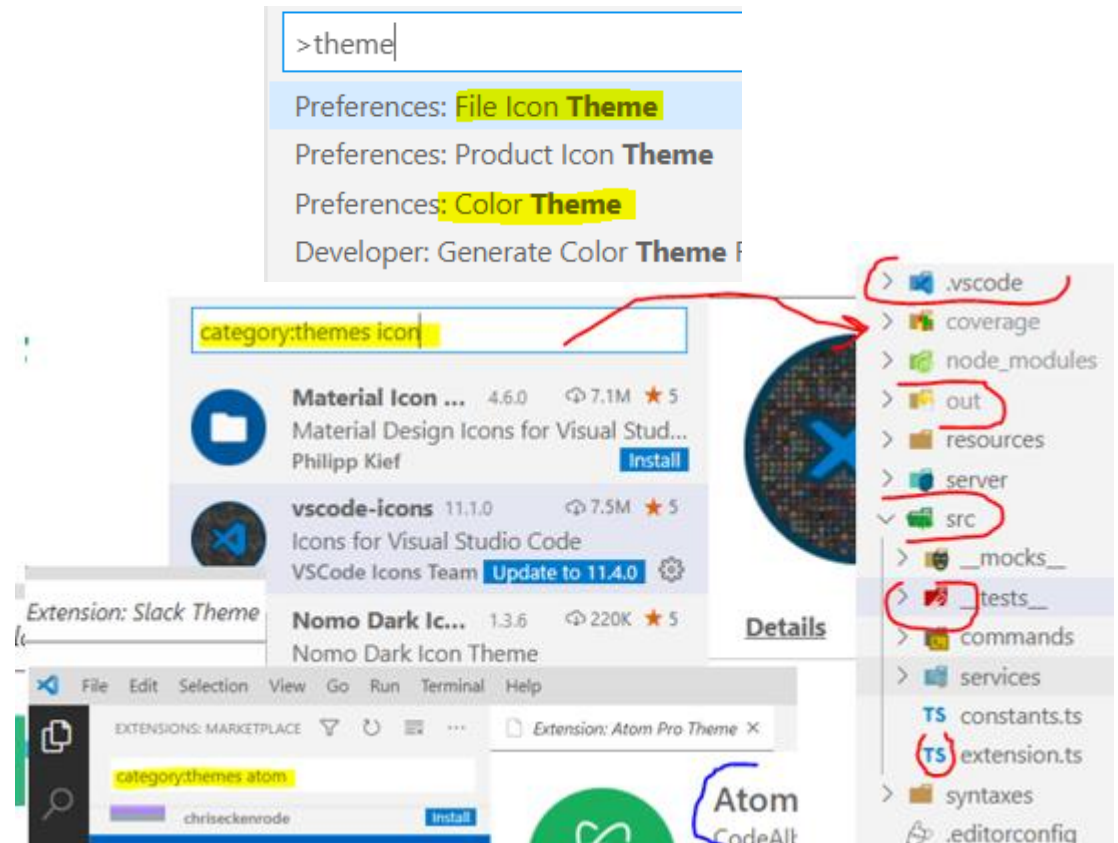 >theme
Preferences: File Icon Theme
Preferences: Product Icon Theme
Preferences: Color Theme
Developer: Generate Color Theme
category:themes icon
Material Icon ... 4.6.0 7.1M ★ 5
Material Design Icons for Visual Stud...
Philipp Kief Install
vscode-icons 11.1.0 7.5M ★ 5
Icons for Visual Studio Code
VSCode Icons Team Update to 11.4.0
Nomo Dark Ic... 1.3.6 220K ★ 5
Nomo Dark Icon Theme
Details
Extension: Slack Theme
.vscode
coverage
node_modules
out
resources
server
src
__mocks__
__tests__
commands
services
TS constants.ts
TS extension.ts
syntaxes
.editorconfig
File Edit Selection View Go Run Terminal Help
EXTENSIONS: MARKETPLACE
Extension: Atom Pro Theme ×
category:themes atom
chriseckenrode Install
Atom